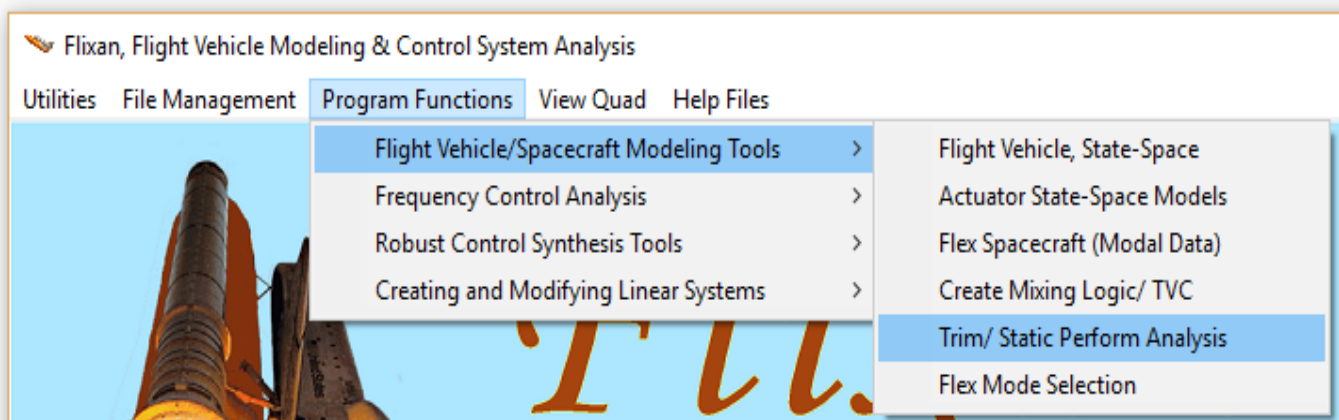 Flixan, Flight Vehicle Modeling & Control System Analysis
Utilities File Management Program Functions View Quad Help Files
Flight Vehicle/Spacecraft Modeling Tools >
Frequency Control Analysis >
Robust Control Synthesis Tools >
Creating and Modifying Linear Systems >
Flight Vehicle, State-Space
Actuator State-Space Models
Flex Spacecraft (Modal Data)
Create Mixing Logic/ TVC
Trim/ Static Perform Analysis
Flex Mode Selection